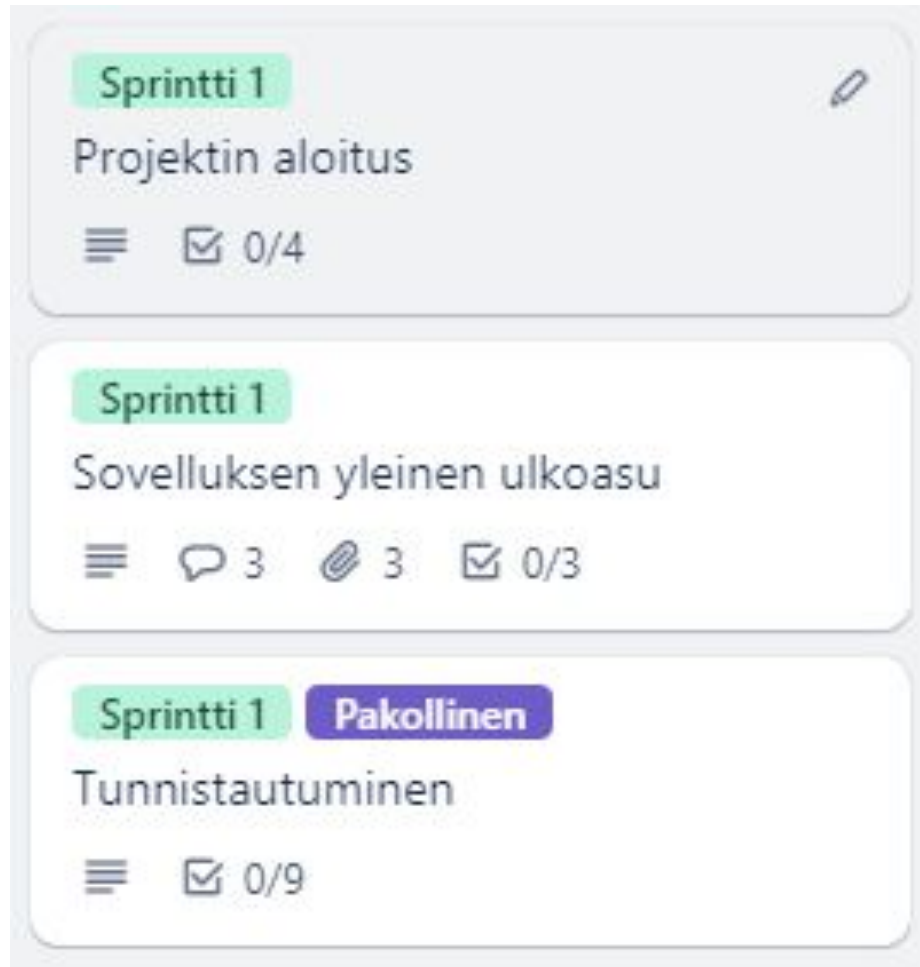 Sprintti 1
Projektin aloitus
0/4
Sprintti 1
Sovelluksen yleinen ulkoasu
3 3 0/3
Sprintti 1 Pakollinen
Tunnistautuminen
0/9